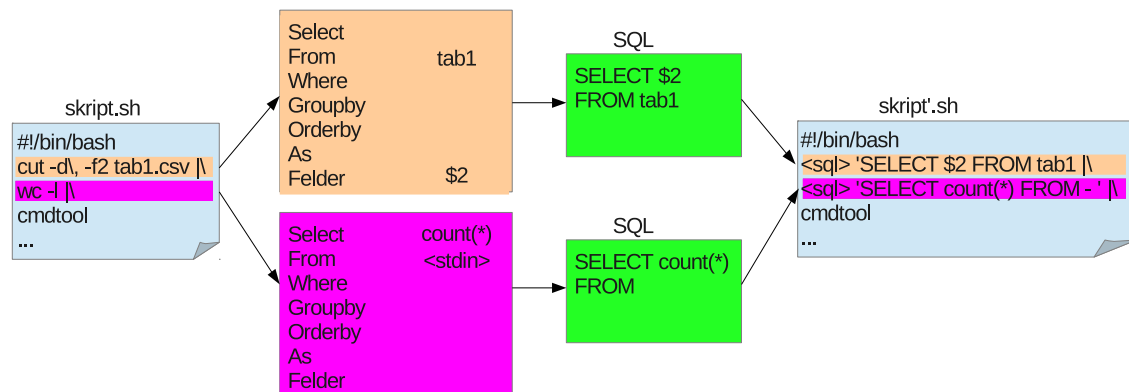 skript.sh
#!/bin/bash
cut -d\, -f2 tab1.csv |\
wc -l |\
cmdtool
...
Select
From tab1
Where
Groupby
Orderby
As
Felder $2
Select count(*)
From <stdin>
Where
Groupby
Orderby
As
Felder
SQL
SELECT $2
FROM tab1
SQL
SELECT count(*)
FROM
skript'.sh
#!/bin/bash
<sql> 'SELECT $2 FROM tab1 |\
<sql> 'SELECT count(*) FROM - ' |\
cmdtool
...